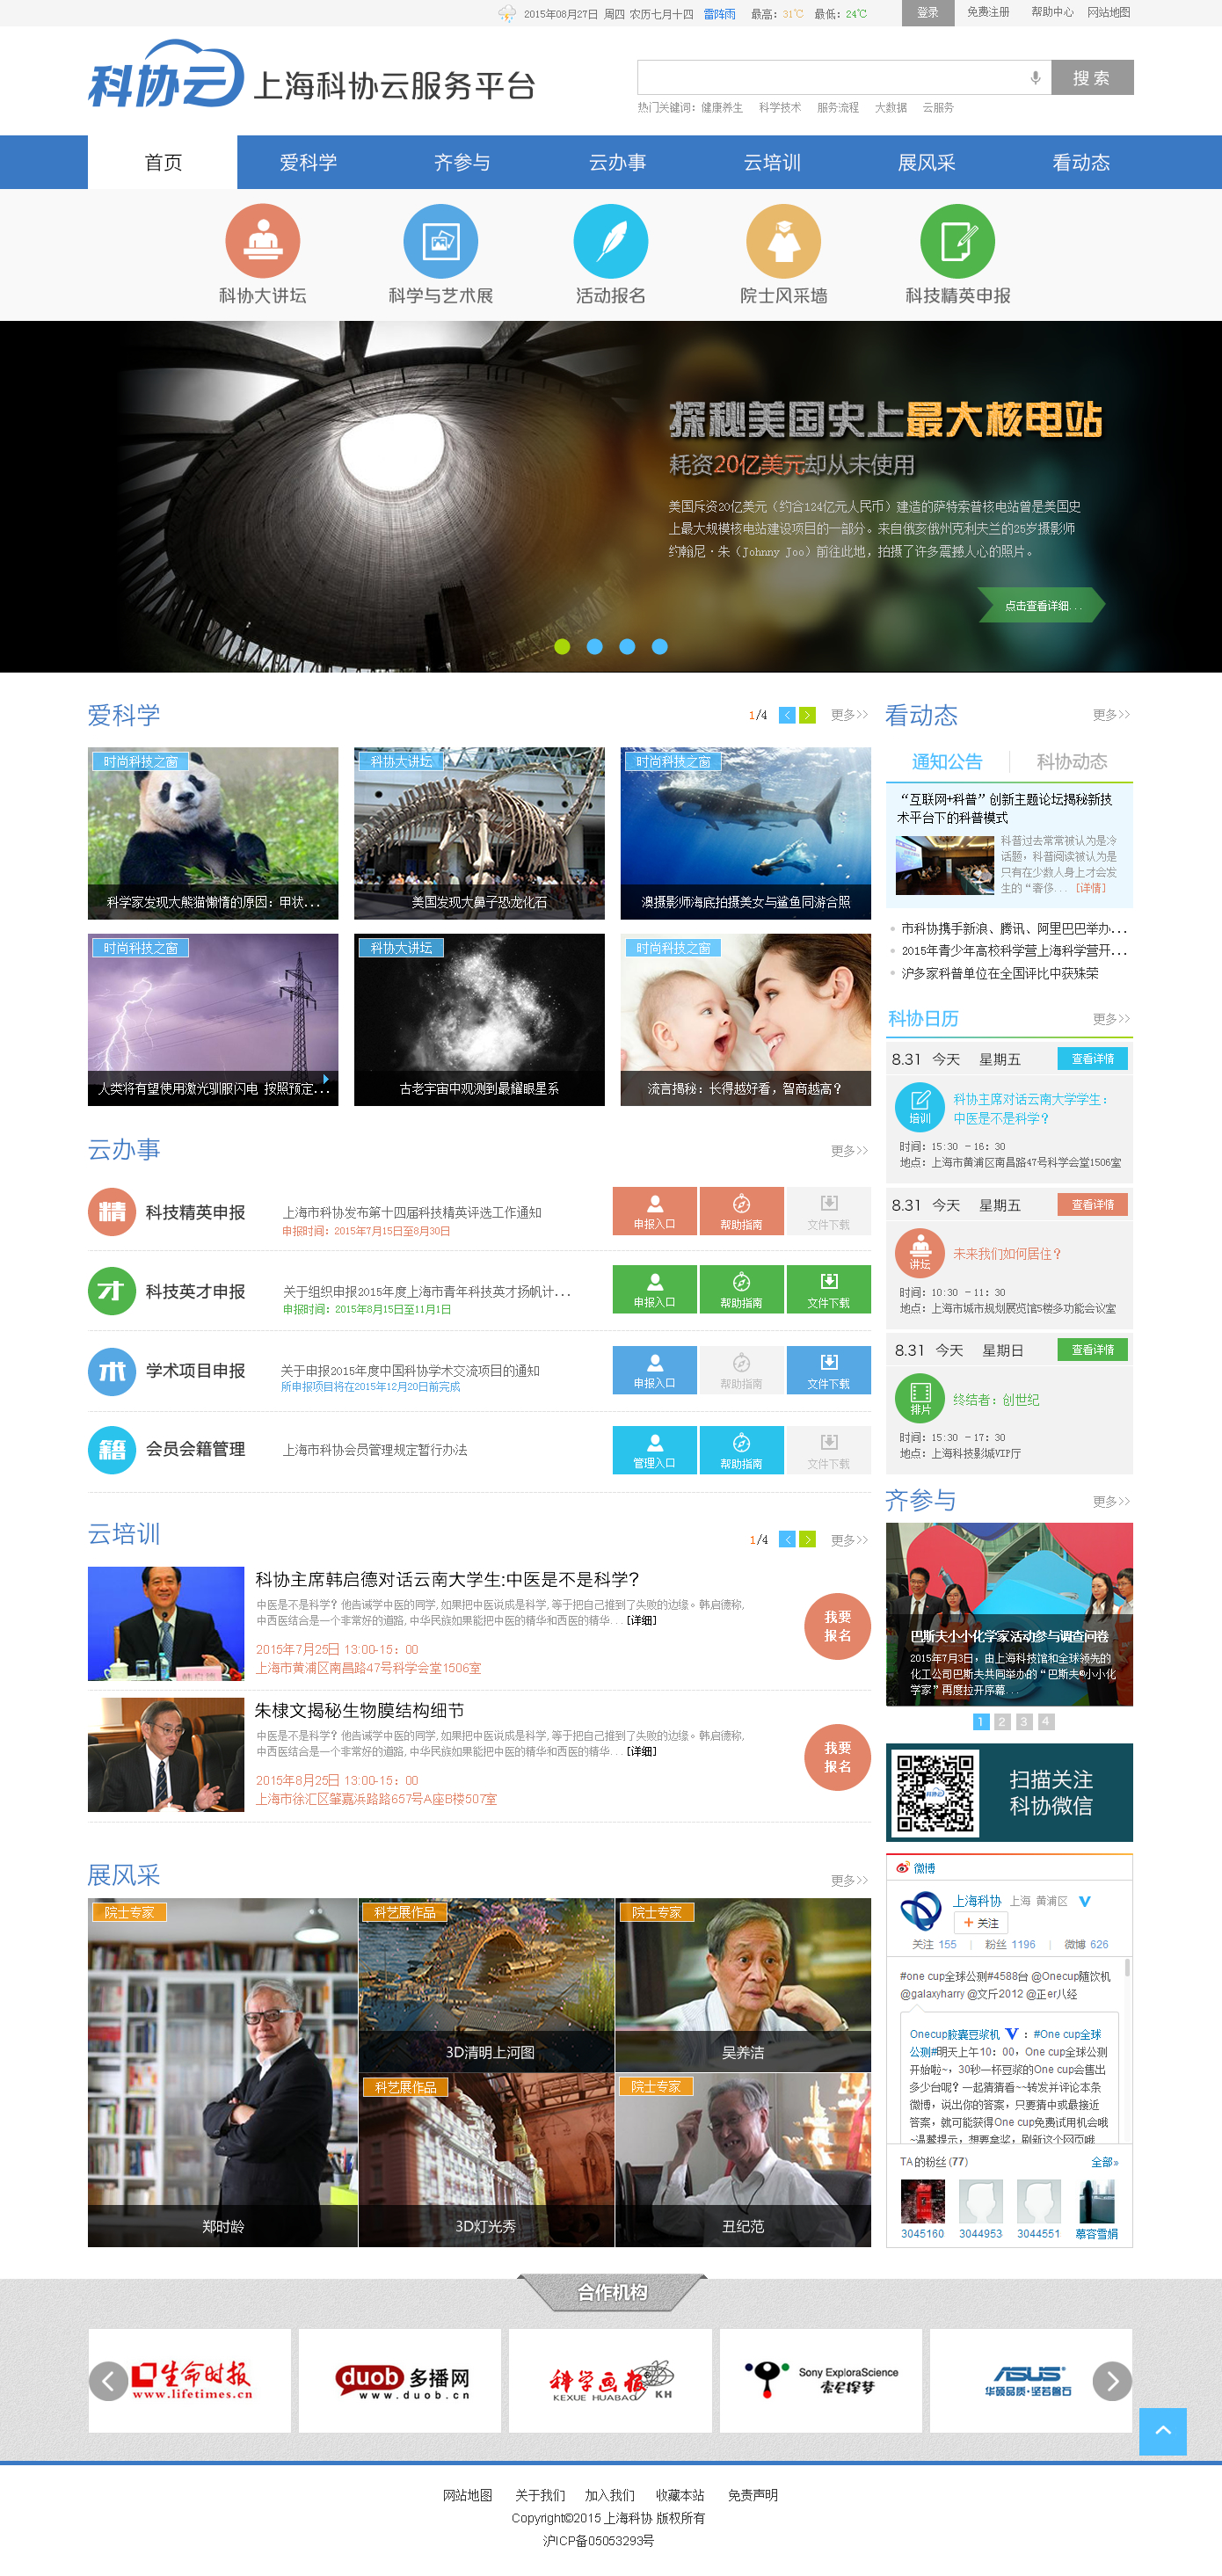 2015年08月27日 周四 农历七月十四 雷阵雨 最高：31℃ 最低：24℃
登录 免费注册 帮助中心 网站地图
科协云 上海科协云服务平台
搜 索
热门关键词：健康养生 科学技术 服务流程 大数据 云服务
首页 爱科学 齐参与 云办事 云培训 展风采 看动态
科协大讲坛 科学与艺术展 活动报名 院士风采墙 科技精英申报
探秘美国史上最大核电站
耗资20亿美元却从未使用
美国斥资20亿美元（约合124亿元人民币）建造的萨特索普核电站曾是美国史
上最大规模核电站建设项目的一部分。来自俄亥俄州克利夫兰的25岁摄影师
约翰尼·朱（Johnny Joo）前往此地，拍摄了许多震撼人心的照片。
点击查看详细...
爱科学
1/4
更多>>
时尚科技之窗
科学家发现大熊猫懒惰的原因：甲状...
科协大讲坛
美国发现大鼻子恐龙化石
时尚科技之窗
澳摄影师海底拍摄美女与鲨鱼同游合照
时尚科技之窗
人类将有望使用激光驯服闪电 按照预定...
科协大讲坛
古老宇宙中观测到最耀眼星系
时尚科技之窗
流言揭秘：长得越好看，智商越高？
看动态
更多>>
通知公告 科协动态
“互联网+科普”创新主题论坛揭秘新技
术平台下的科普模式
科普过去常常被认为是冷
话题，科普阅读被认为是
只有在少数人身上才会发
生的“奢侈... [详情]
市科协携手新浪、腾讯、阿里巴巴举办...
2015年青少年高校科学营上海科学营开...
沪多家科普单位在全国评比中获殊荣
科协日历
更多>>
8.31 今天 星期五 查看详情
培训
科协主席对话云南大学学生：
中医是不是科学？
时间：15:30 - 16：30
地点：上海市黄浦区南昌路47号科学会堂1506室
8.31 今天 星期五 查看详情
讲坛
未来我们如何居住？
时间：10:30 - 11：30
地点：上海市城市规划展览馆5楼多功能会议室
8.31 今天 星期日 查看详情
排片
终结者：创世纪
时间：15:30 - 17：30
地点：上海科技影城VIP厅
云办事
更多>>
精 科技精英申报
上海市科协发布第十四届科技精英评选工作通知
申报时间：2015年7月15日至8月30日
申报入口 帮助指南 文件下载
才 科技英才申报
关于组织申报2015年度上海市青年科技英才扬帆计...
申报时间：2015年8月15日至11月1日
申报入口 帮助指南 文件下载
术 学术项目申报
关于申报2015年度中国科协学术交流项目的通知
所申报项目将在2015年12月20日前完成
申报入口 帮助指南 文件下载
籍 会员会籍管理
上海市科协会员管理规定暂行办法
管理入口 帮助指南 文件下载
云培训
1/4
更多>>
科协主席韩启德对话云南大学生:中医是不是科学?
中医是不是科学? 他告诫学中医的同学, 如果把中医说成是科学, 等于把自己推到了失败的边缘。韩启德称,
中西医结合是一个非常好的道路, 中华民族如果能把中医的精华和西医的精华... [详细]
2015年7月25日 13:00-15：00
上海市黄浦区南昌路47号科学会堂1506室
我要
报名
朱棣文揭秘生物膜结构细节
中医是不是科学? 他告诫学中医的同学, 如果把中医说成是科学, 等于把自己推到了失败的边缘。韩启德称,
中西医结合是一个非常好的道路, 中华民族如果能把中医的精华和西医的精华... [详细]
2015年8月25日 13:00-15：00
上海市徐汇区肇嘉浜路路657号A座B楼507室
我要
报名
齐参与
更多>>
巴斯夫小小化学家活动参与调查问卷
2015年7月3日，由上海科技馆和全球领先的
化工公司巴斯夫共同举办的“巴斯夫®小小化
学家”再度拉开序幕...
1 2 3 4
科协云
扫描关注
科协微信
展风采
更多>>
院士专家
郑时龄
科艺展作品
3D清明上河图
院士专家
吴养洁
科艺展作品
3D灯光秀
院士专家
丑纪范
微博
上海科协 上海 黄浦区
+ 关注
关注 155 | 粉丝 1196 | 微博 626
#one cup全球公测#4588台 @Onecup随饮机
@galaxyharry @文斤2012 @正er八经
Onecup胶囊豆浆机 V ：#One cup全球
公测#明天上午10：00，One cup全球公测
开始啦~，30秒一杯豆浆的One cup会售出
多少台呢？一起猜猜看~~转发并评论本条
微博，说出你的答案，只要猜中或最接近
答案，就可能获得One cup免费试用机会哦
~温馨提示，想要拿奖，刷新这个网页哦
TA的粉丝 (77) 全部»
3045160 3044953 3044551 慕容雪娟
合作机构
生命时报
www.lifetimes.cn
duob 多播网
www.duob.cn
科学画报
KEXUE HUABAO KH
Sony ExploraScience
索尼探梦
ASUS
华硕品质·坚若磐石
网站地图 关于我们 加入我们 收藏本站 免责声明
Copyright©2015 上海科协 版权所有
沪ICP备05053293号